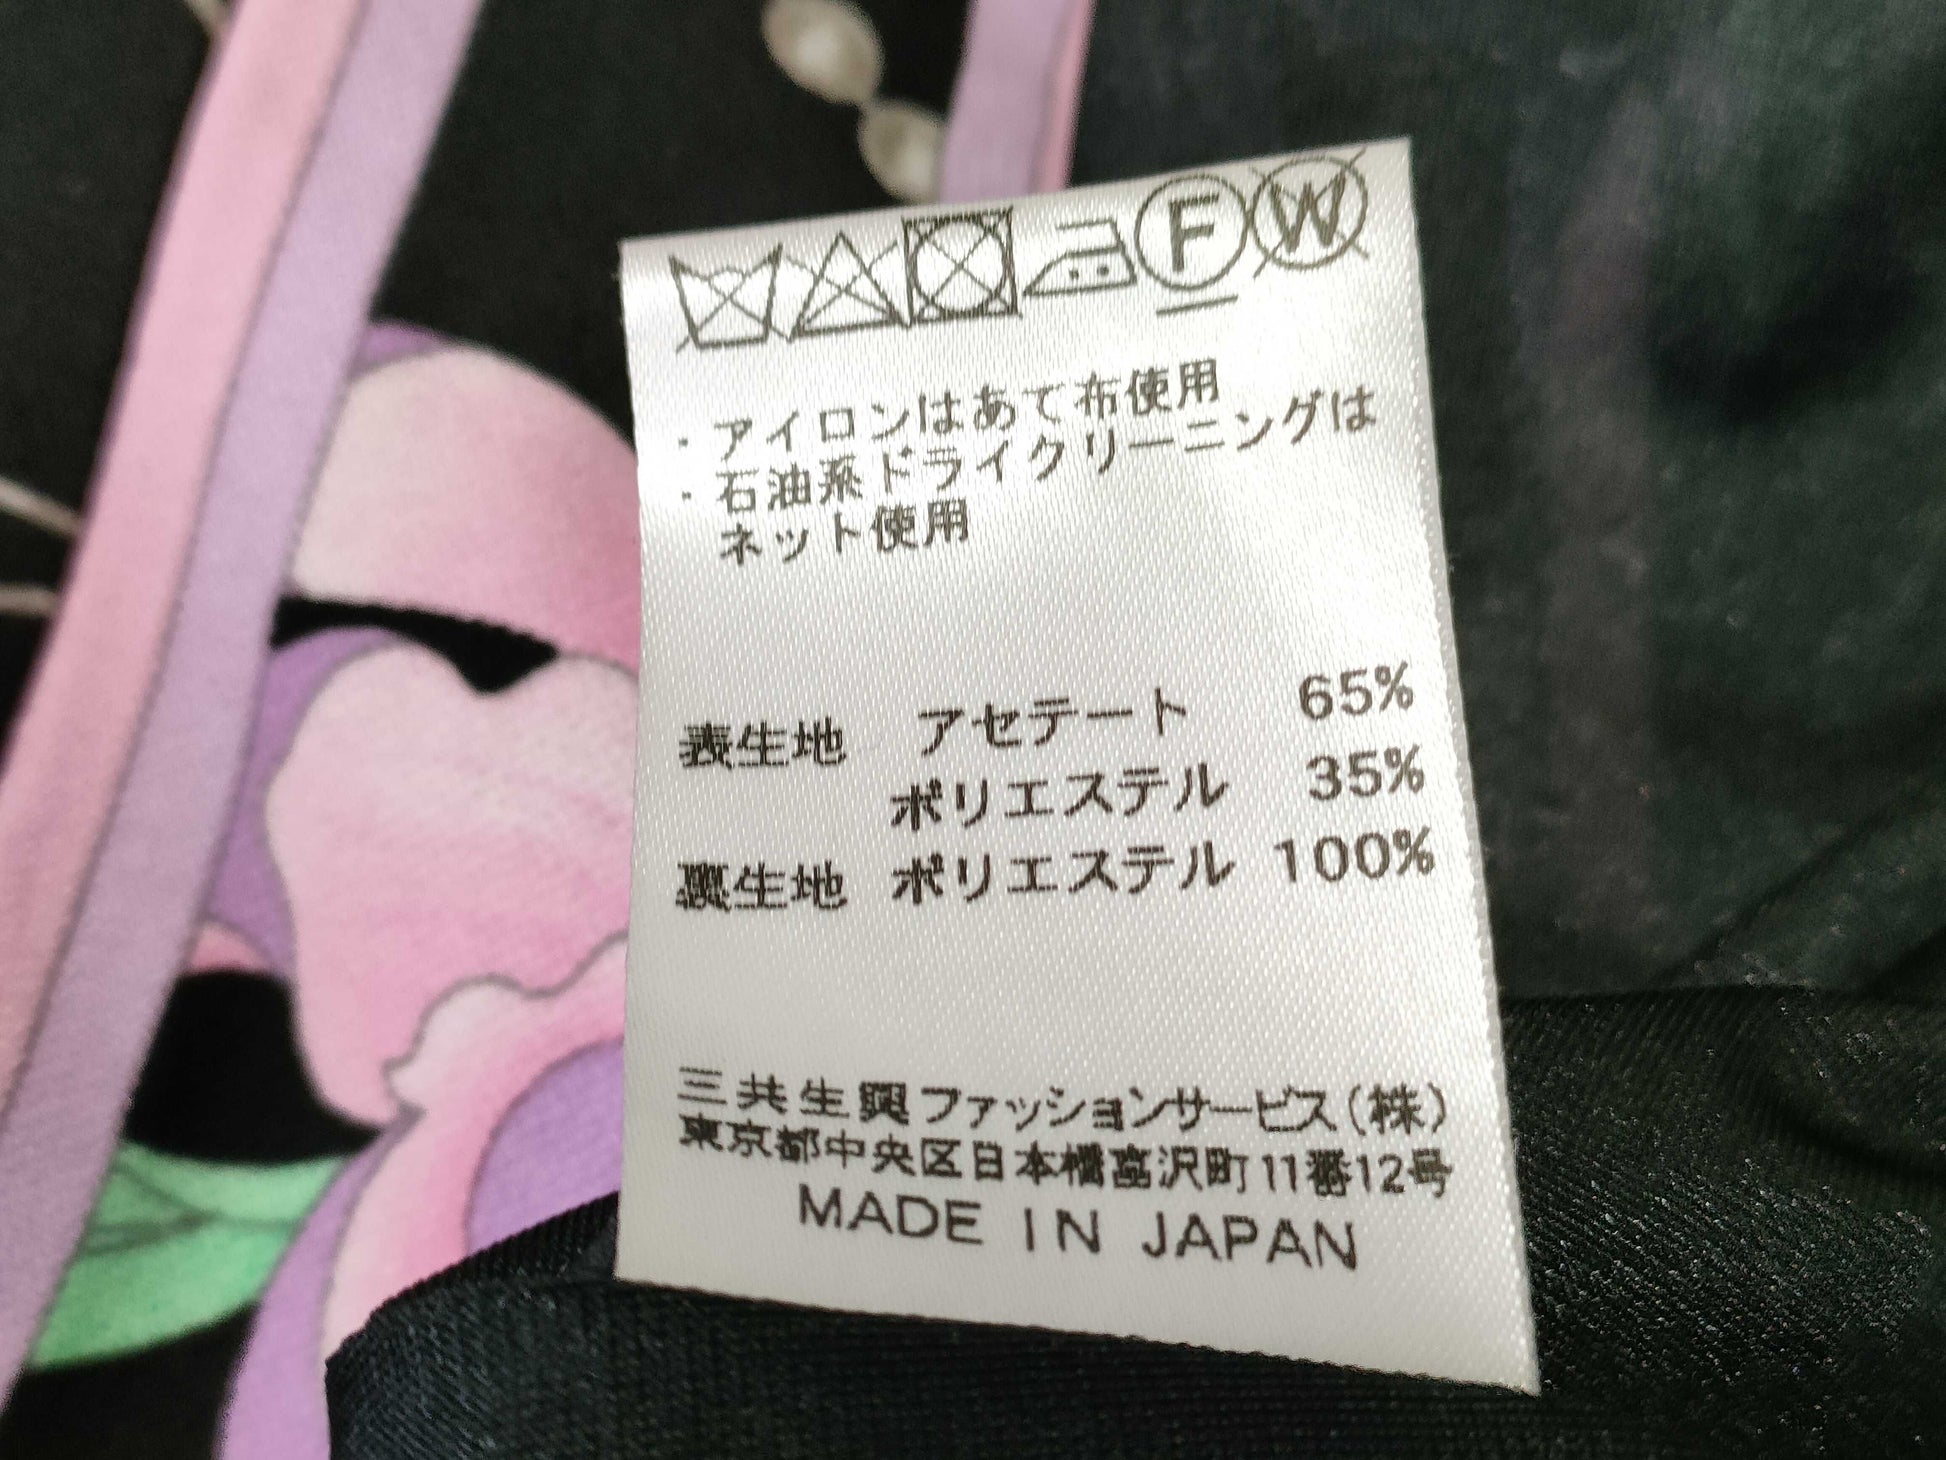 F W
・アイロンはあて布使用
・石油系ドライクリーニングは
ネット使用
表生地 アセテート 65%
ポリエステル 35%
裏生地 ポリエステル 100%
三共生興ファッションサービス(株)
東京都中央区日本橋富沢町11番12号
MADE IN JAPAN